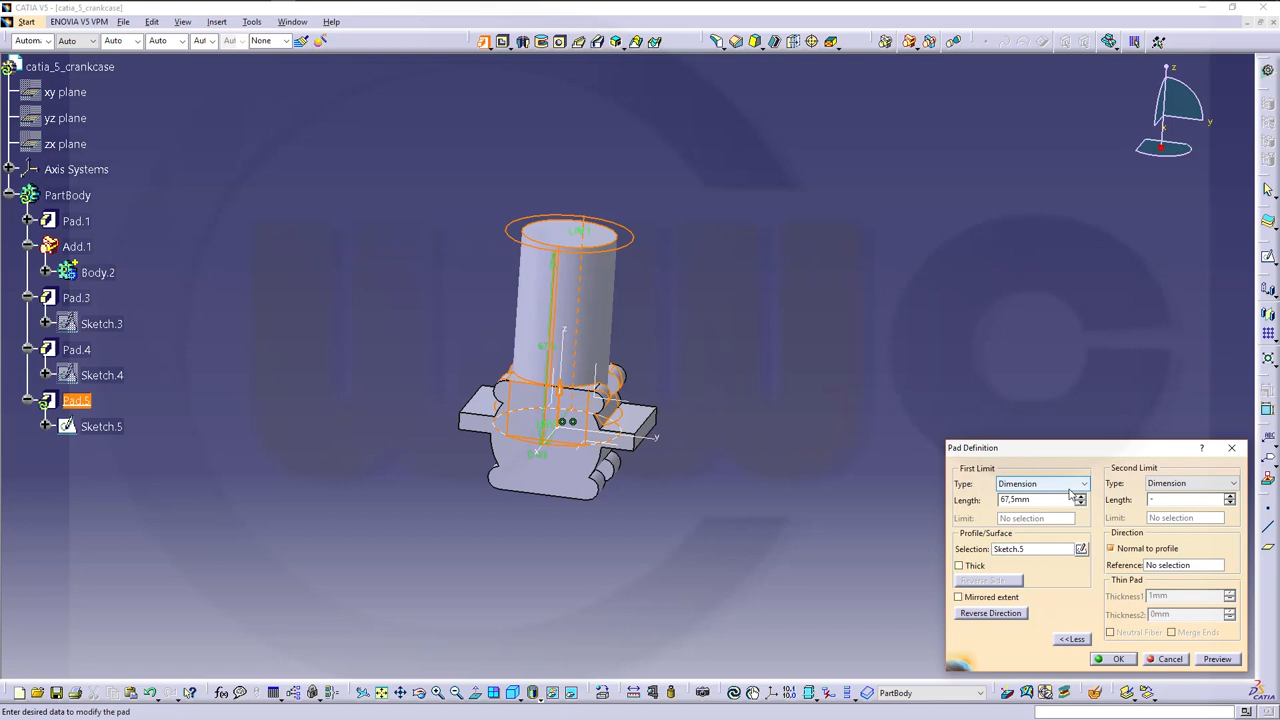 CATIA V5 - [catia_5_crankcase]
Start ENOVIA V5 VPM File Edit View Insert Tools Window Help
Autom Auto Auto Auto Aut Au None
catia_5_crankcase
xy plane
yz plane
zx plane
Axis Systems
PartBody
Pad.1
Add.1
Body.2
Pad.3
Sketch.3
Pad.4
Sketch.4
Pad.5
Sketch.5
z
y
x
z
y
x
Pad Definition
First Limit
Type: Dimension
Length: 67,5mm
Limit: No selection
Profile/Surface
Selection: Sketch.5
Thick
Reverse Side
Mirrored extent
Reverse Direction
<<Less
Second Limit
Type: Dimension
Length: -
Limit: No selection
Direction
Normal to profile
Reference: No selection
Thin Pad
Thickness1: 1mm
Thickness2: 0mm
Neutral Fiber Merge Ends
OK Cancel Preview
PartBody
Enter desired data to modify the pad